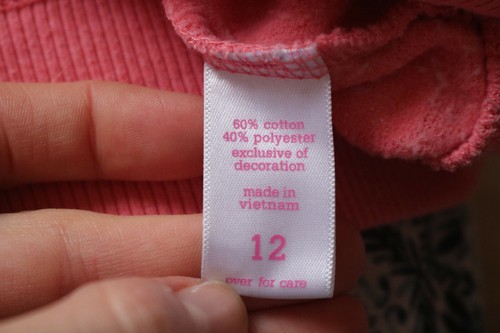 60% cotton
40% polyester
exclusive of
decoration
made in
vietnam
12
over for care